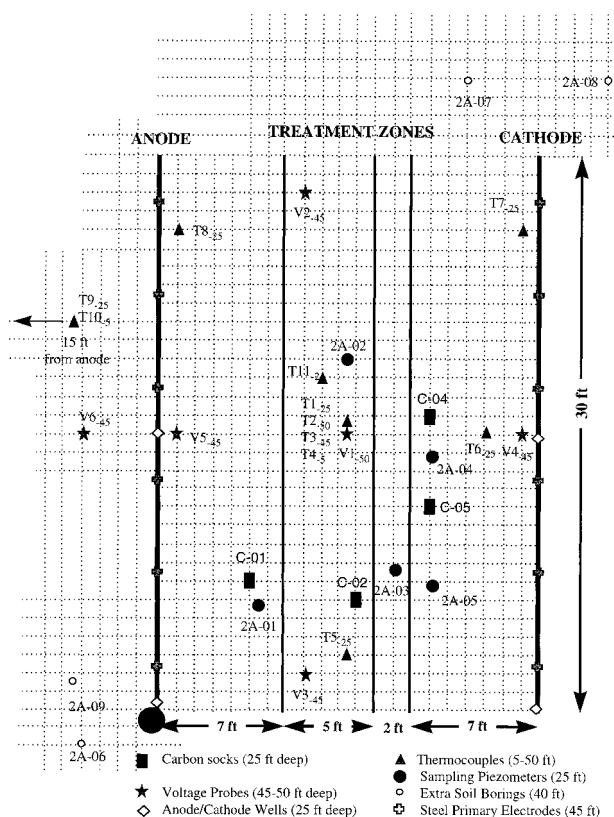 2A-08
2A-07
TREATMENT ZONES
ANODE
CATHODE
V2-45
T7-25
T8-25
T9-25
T10-5
15 ft
from anode
2A-02
T11-2
C-04
T1-25
T2-50
T3-45
T4-5
V1-50
V6-45
V5-45
T6-25
V4-45
2A-04
C-05
30 ft
C-01
C-02
2A-03
2A-05
2A-01
T5-25
V3-45
2A-09
2A-06
7 ft
5 ft
2 ft
7 ft
Carbon socks (25 ft deep)
Thermocouples (5-50 ft)
Sampling Piezometers (25 ft)
Voltage Probes (45-50 ft deep)
Extra Soil Borings (40 ft)
Anode/Cathode Wells (25 ft deep)
Steel Primary Electrodes (45 ft)